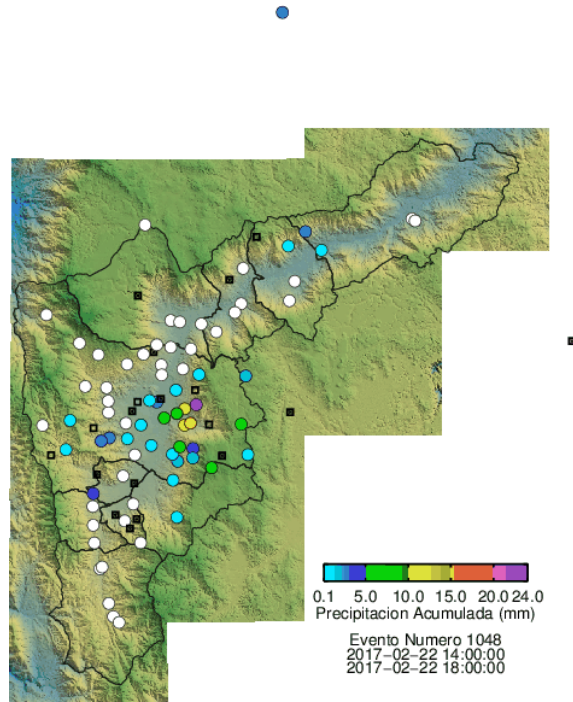 0.1 5.0 10.0 15.0 20.0 24.0
Precipitacion Acumulada (mm)
Evento Numero 1048
2017−02−22 14:00:00
2017−02−22 18:00:00